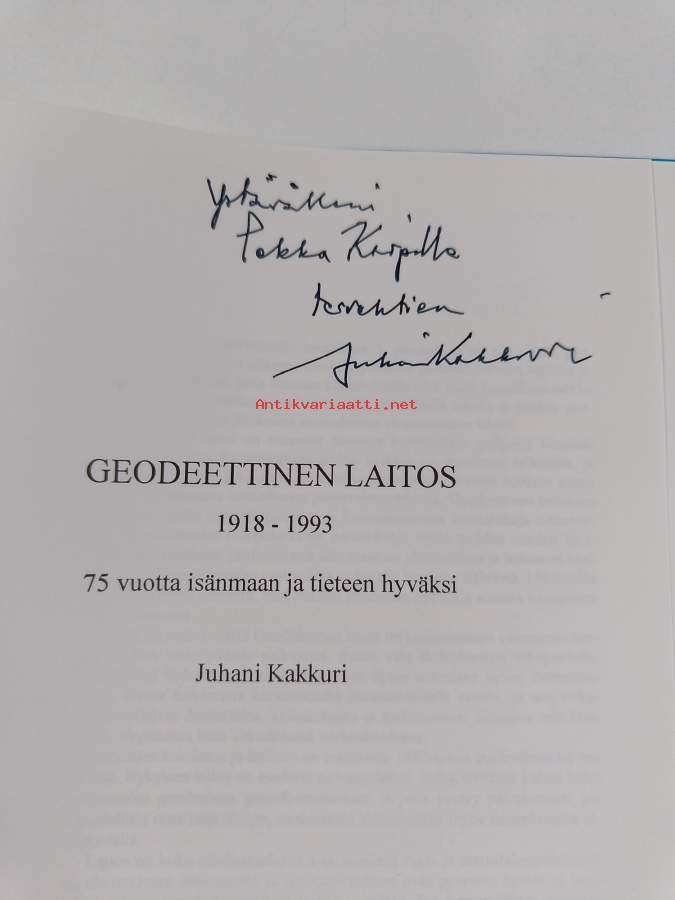 Ystävälleni
Pekka
tervehtien
Juhani Kakkuri
Antikvariaatti.net
GEODEETTINEN LAITOS
1918 - 1993
75 vuotta isänmaan ja tieteen hyväksi
Juhani Kakkuri